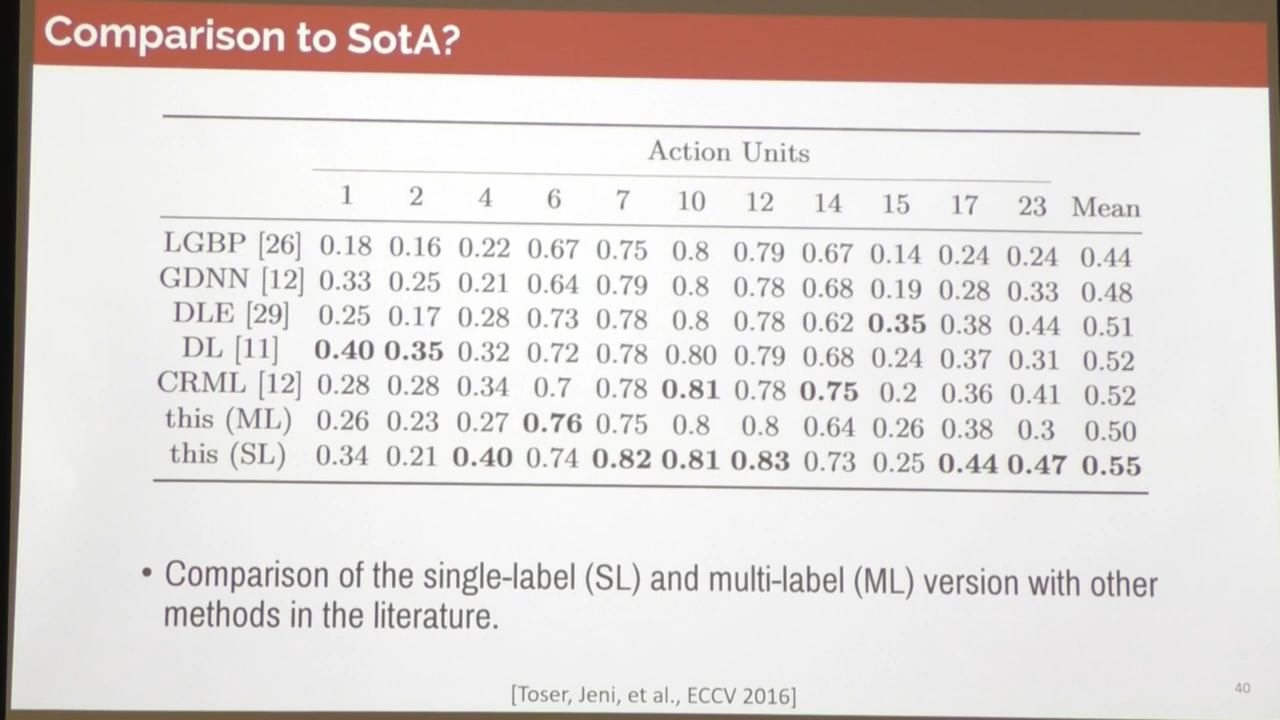 Comparison to SotA?
Action Units
1 2 4 6 7 10 12 14 15 17 23 Mean
LGBP [26] 0.18 0.16 0.22 0.67 0.75 0.8 0.79 0.67 0.14 0.24 0.24 0.44
GDNN [12] 0.33 0.25 0.21 0.64 0.79 0.8 0.78 0.68 0.19 0.28 0.33 0.48
DLE [29] 0.25 0.17 0.28 0.73 0.78 0.8 0.78 0.62 0.35 0.38 0.44 0.51
DL [11] 0.40 0.35 0.32 0.72 0.78 0.80 0.79 0.68 0.24 0.37 0.31 0.52
CRML [12] 0.28 0.28 0.34 0.7 0.78 0.81 0.78 0.75 0.2 0.36 0.41 0.52
this (ML) 0.26 0.23 0.27 0.76 0.75 0.8 0.8 0.64 0.26 0.38 0.3 0.50
this (SL) 0.34 0.21 0.40 0.74 0.82 0.81 0.83 0.73 0.25 0.44 0.47 0.55
• Comparison of the single-label (SL) and multi-label (ML) version with other
methods in the literature.
[Toser, Jeni, et al., ECCV 2016]
40